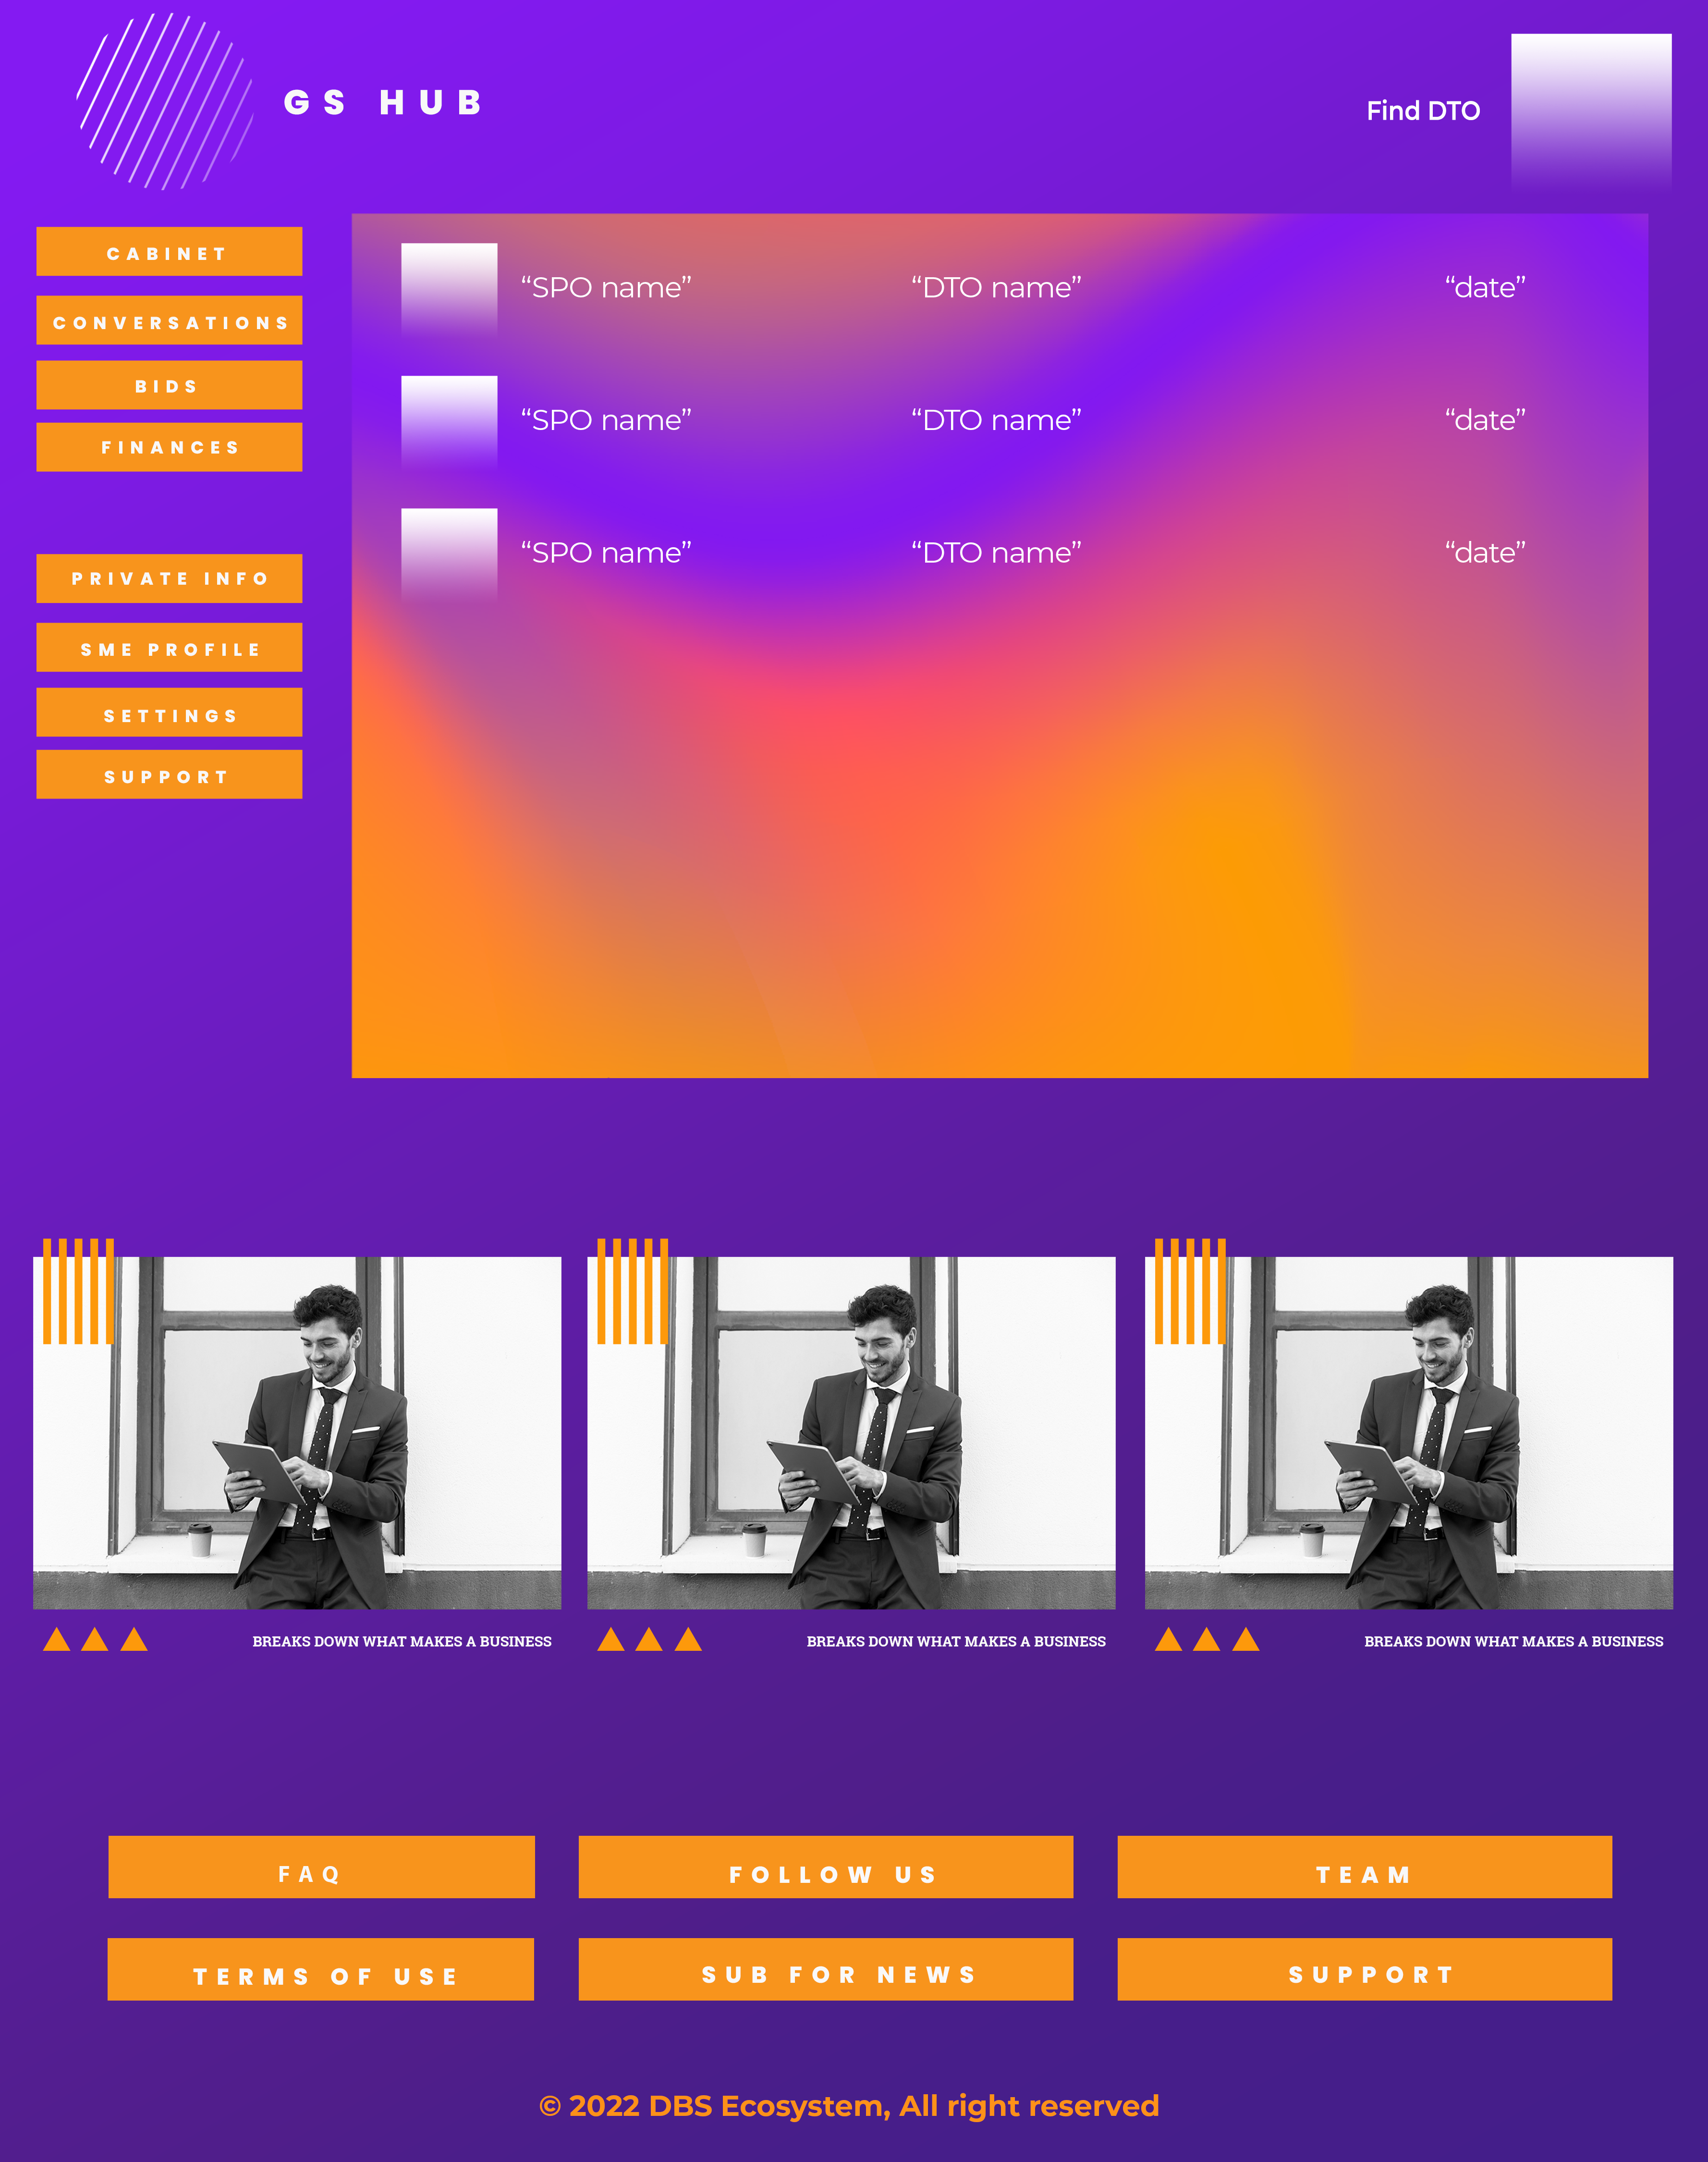 GS HUB
Find DTO
CABINET
CONVERSATIONS
BIDS
FINANCES
PRIVATE INFO
SME PROFILE
SETTINGS
SUPPORT
“SPO name” “DTO name” “date”
“SPO name” “DTO name” “date”
“SPO name” “DTO name” “date”
BREAKS DOWN WHAT MAKES A BUSINESS
BREAKS DOWN WHAT MAKES A BUSINESS
BREAKS DOWN WHAT MAKES A BUSINESS
FAQ
FOLLOW US
TEAM
TERMS OF USE
SUB FOR NEWS
SUPPORT
© 2022 DBS Ecosystem, All right reserved